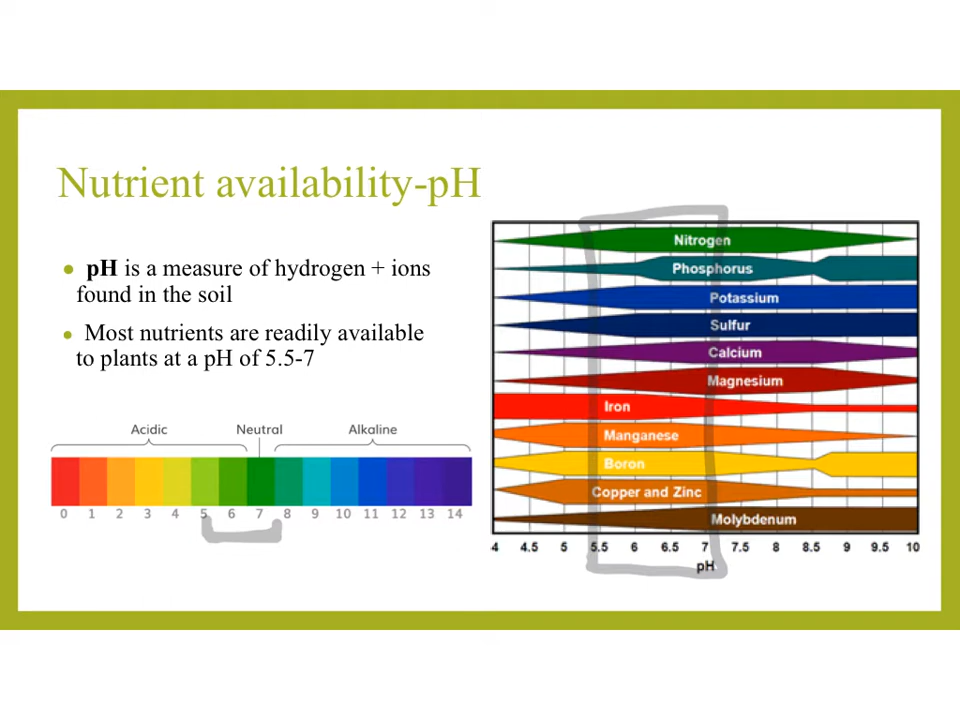 Nutrient availability-pH
pH is a measure of hydrogen + ions
found in the soil
Most nutrients are readily available
to plants at a pH of 5.5-7
Acidic Neutral Alkaline
0 1 2 3 4 5 6 7 8 9 10 11 12 13 14
Nitrogen
Phosphorus
Potassium
Sulfur
Calcium
Magnesium
Iron
Manganese
Boron
Copper and Zinc
Molybdenum
4 4.5 5 5.5 6 6.5 7 7.5 8 8.5 9 9.5 10
pH